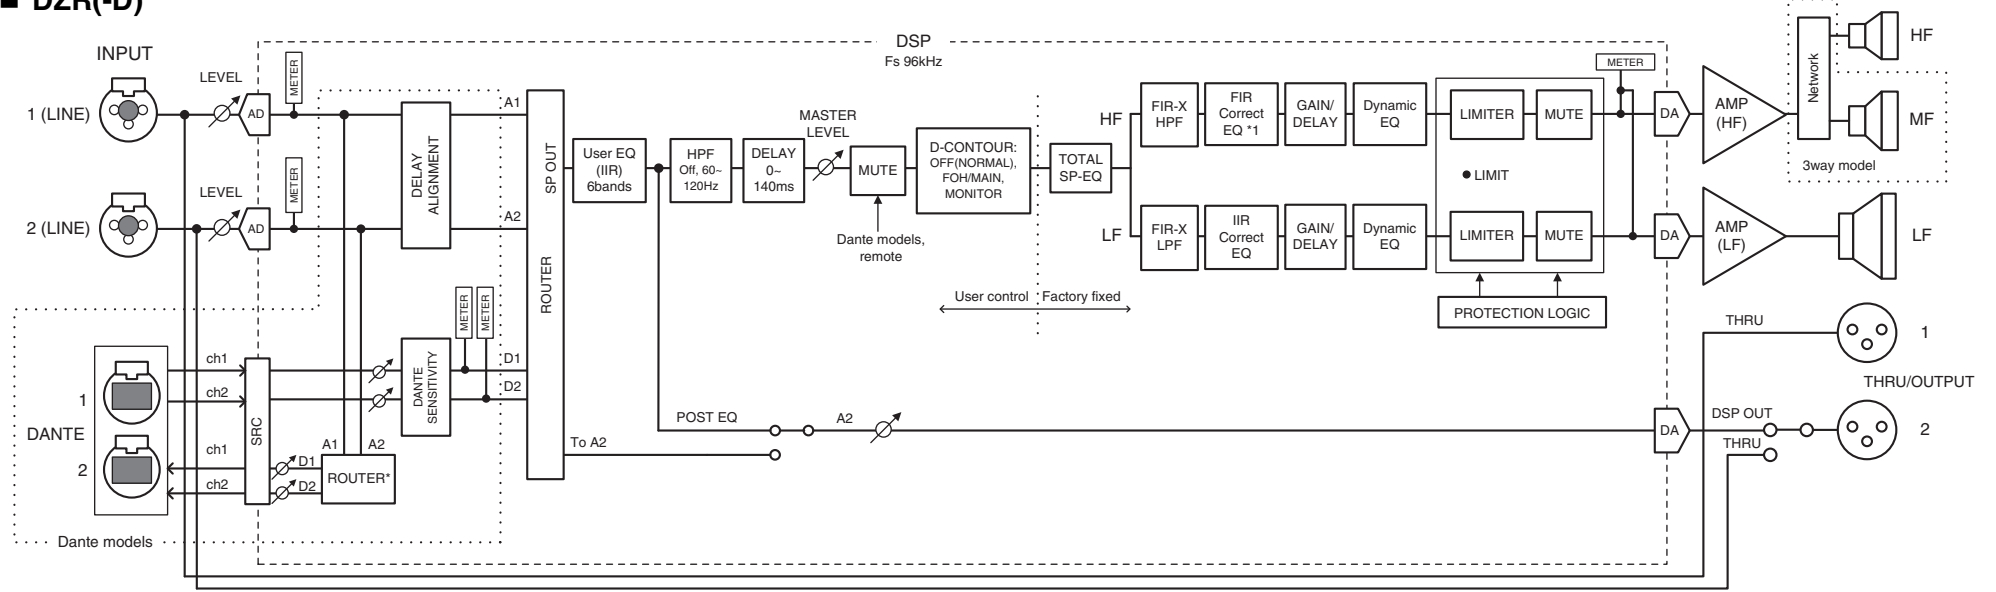 ■ DZR(-D)
INPUT
1 (LINE)
2 (LINE)
LEVEL
METER
AD
LEVEL
METER
AD
DELAY
ALIGNMENT
A1
A2
DANTE
1
2
ch1
ch2
ch1
ch2
SRC
D1
D2
A1
A2
ROUTER*
DANTE
SENSITIVITY
METER
METER
D1
D2
Dante models
SP OUT
ROUTER
To A2
DSP
Fs 96kHz
User EQ
(IIR)
6bands
HPF
Off, 60~
120Hz
DELAY
0~
140ms
MASTER
LEVEL
MUTE
Dante models,
remote
D-CONTOUR:
OFF(NORMAL),
FOH/MAIN,
MONITOR
User control
Factory fixed
TOTAL
SP-EQ
HF
FIR-X
HPF
FIR
Correct
EQ *1
GAIN/
DELAY
Dynamic
EQ
LIMITER
MUTE
● LIMIT
LF
FIR-X
LPF
IIR
Correct
EQ
GAIN/
DELAY
Dynamic
EQ
LIMITER
MUTE
PROTECTION LOGIC
METER
DA
AMP
(HF)
Network
HF
MF
3way model
DA
AMP
(LF)
LF
POST EQ
A2
DA
THRU
1
THRU/OUTPUT
DSP OUT
THRU
2